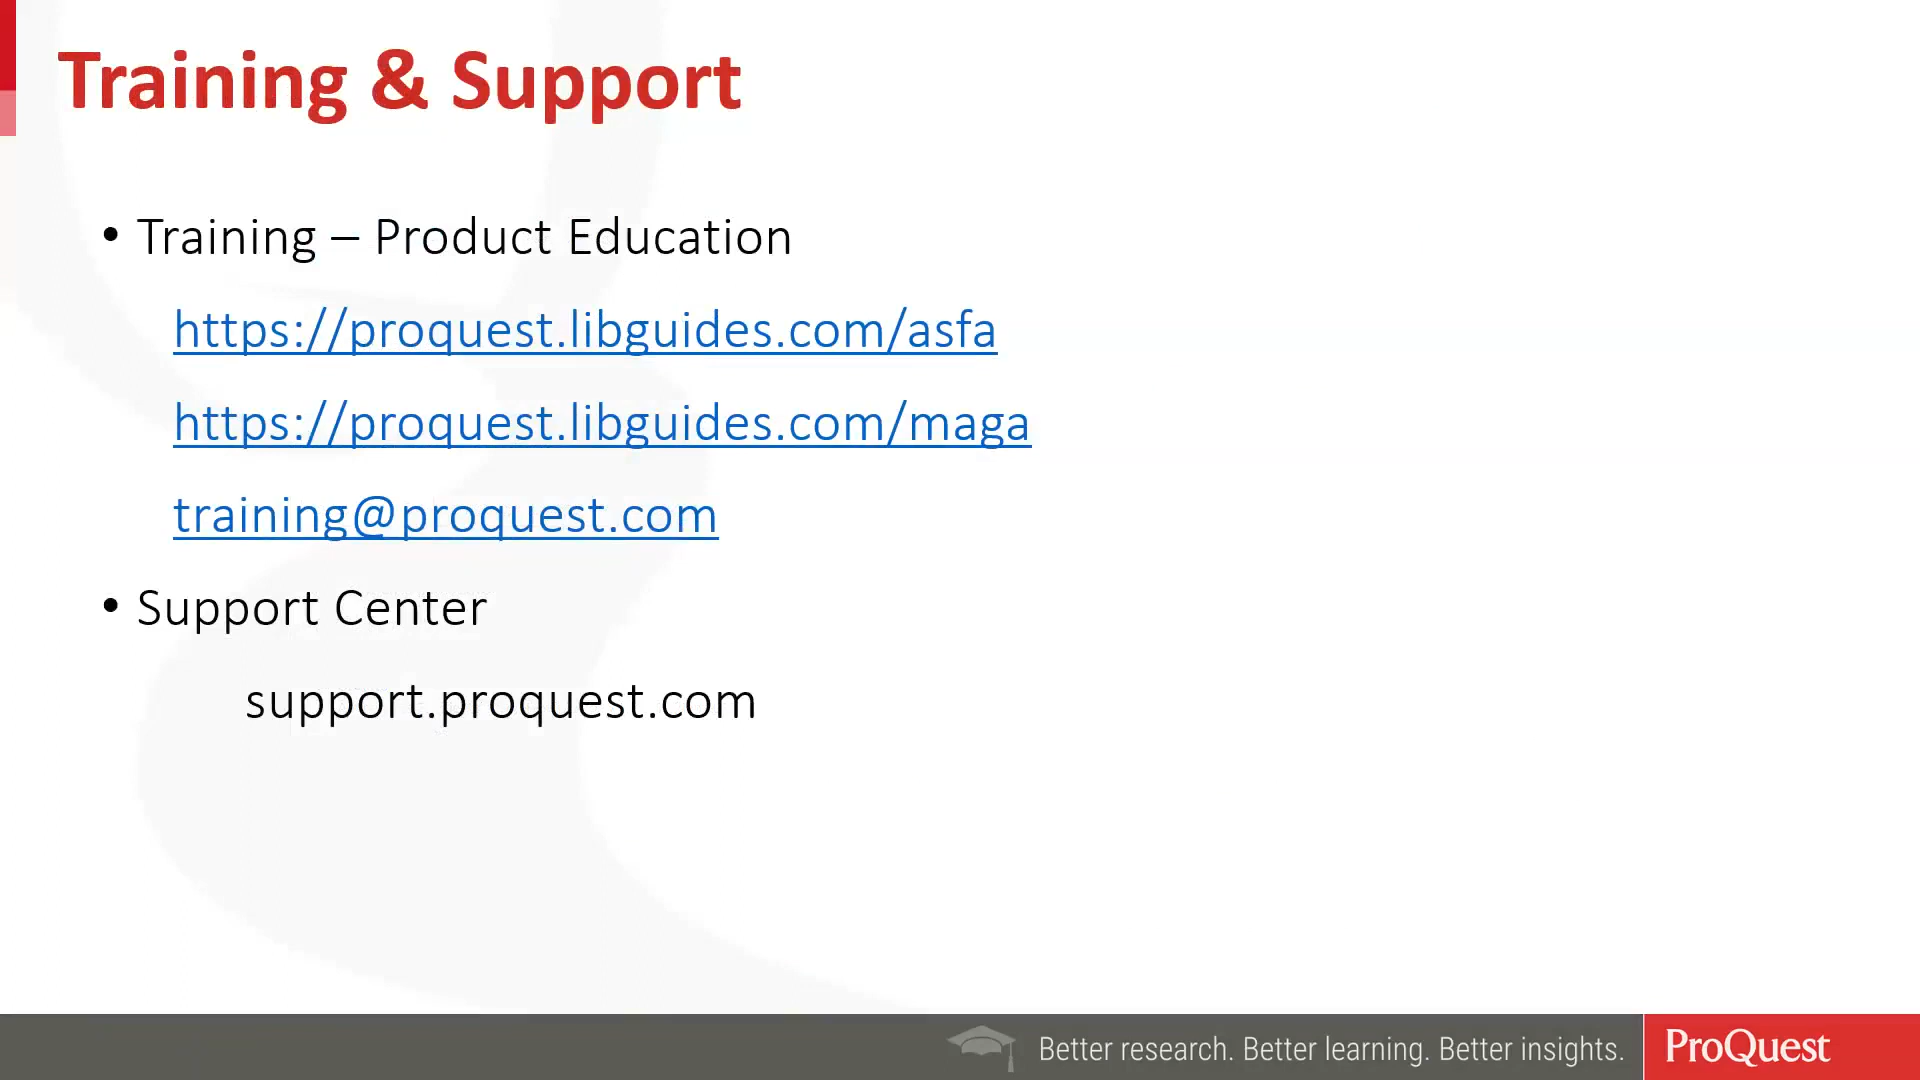 Training & Support
• Training – Product Education
https://proquest.libguides.com/asfa
https://proquest.libguides.com/maga
training@proquest.com
• Support Center
support.proquest.com
Better research. Better learning. Better insights.
ProQuest